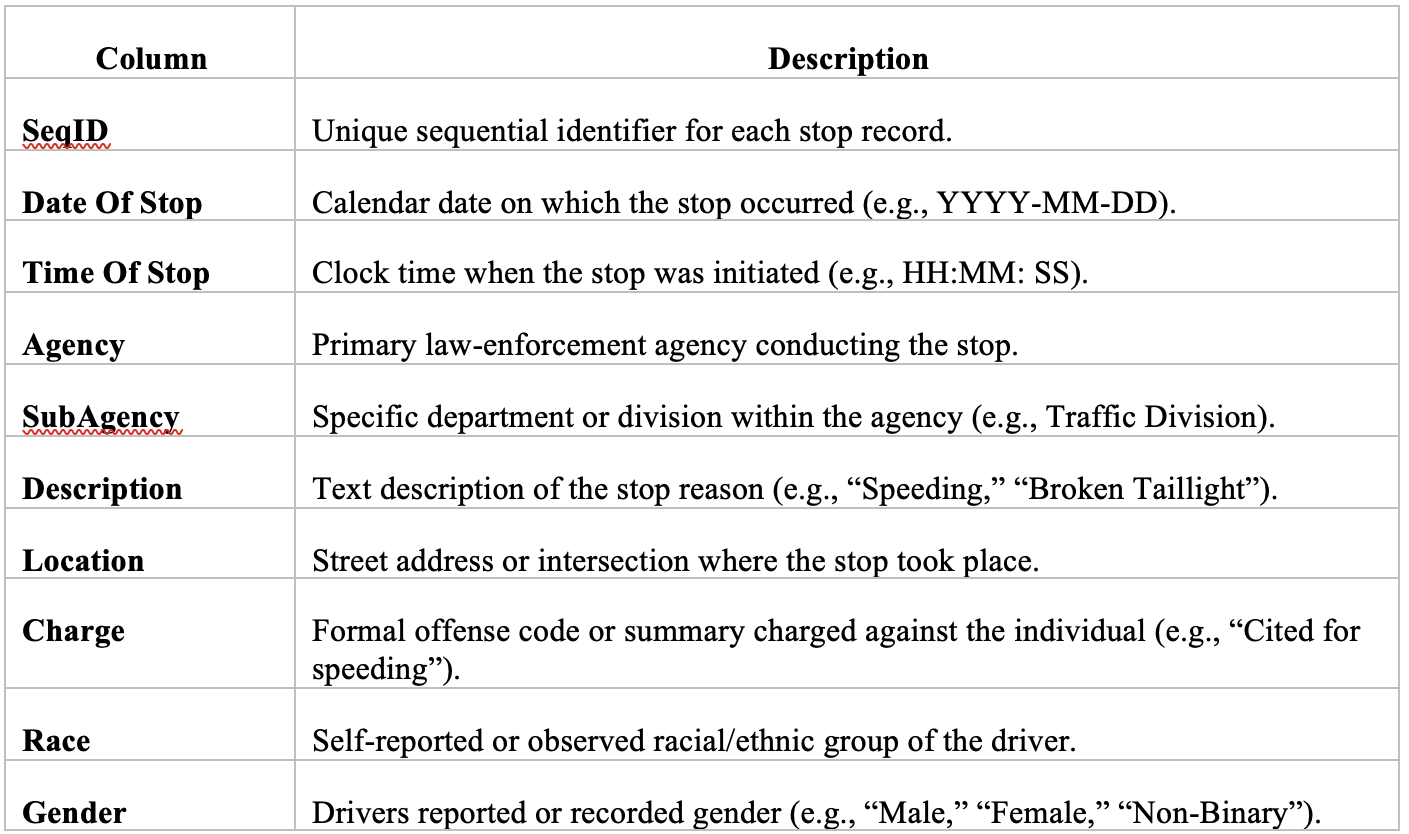 Column Description
SeqID Unique sequential identifier for each stop record.
Date Of Stop Calendar date on which the stop occurred (e.g., YYYY-MM-DD).
Time Of Stop Clock time when the stop was initiated (e.g., HH:MM: SS).
Agency Primary law-enforcement agency conducting the stop.
SubAgency Specific department or division within the agency (e.g., Traffic Division).
Description Text description of the stop reason (e.g., “Speeding,” “Broken Taillight”).
Location Street address or intersection where the stop took place.
Charge Formal offense code or summary charged against the individual (e.g., “Cited for
speeding”).
Race Self-reported or observed racial/ethnic group of the driver.
Gender Drivers reported or recorded gender (e.g., “Male,” “Female,” “Non-Binary”).